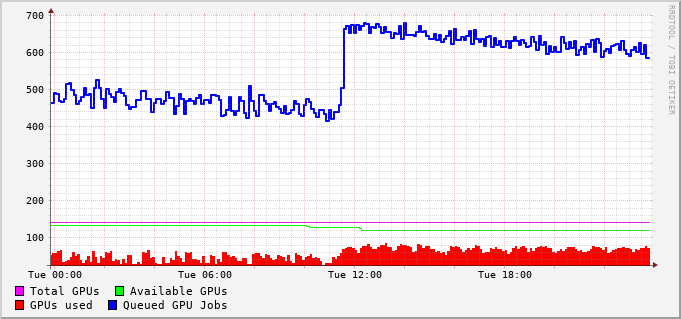 700
600
500
400
300
200
100
Tue 00:00 Tue 06:00 Tue 12:00 Tue 18:00
Total GPUs Available GPUs
GPUs used Queued GPU Jobs
RRDTOOL / TOBI OETIKER